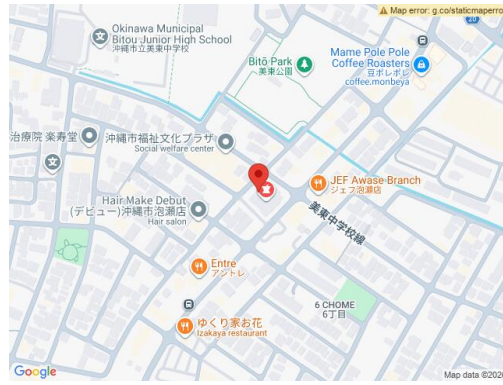 Map error: g.co/staticmaperro
20
Okinawa Municipal
Bitou Junior High School
沖縄市立美東中学校
Bitō Park
美東公園
Mame Pole Pole
Coffee Roasters
豆ポレポレ
coffee.monbeya
治療院 楽寿堂
沖縄市福祉文化プラザ
Social welfare center
JEF Awase Branch
ジェフ泡瀬店
美東中学校線
Hair Make Debut
(デビュー)沖縄市泡瀬店
Hair salon
Entre
アントレ
6 CHOME
6丁目
ゆくり家お花
Izakaya restaurant
Google
Map data ©202